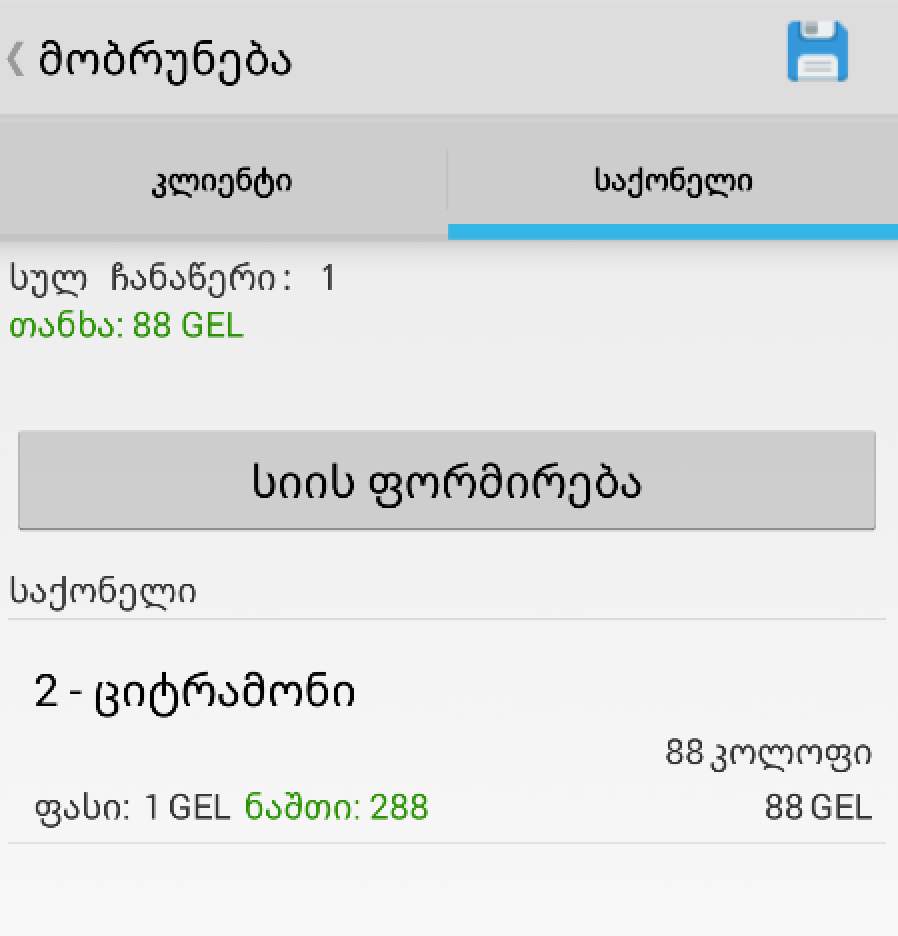 მობრუნება
კლიენტი საქონელი
სულ ჩანაწერი: 1
თანხა: 88 GEL
სიის ფორმირება
საქონელი
2 - ციტრამონი
88 კოლოფი
ფასი: 1 GEL ნაშთი: 288 88 GEL